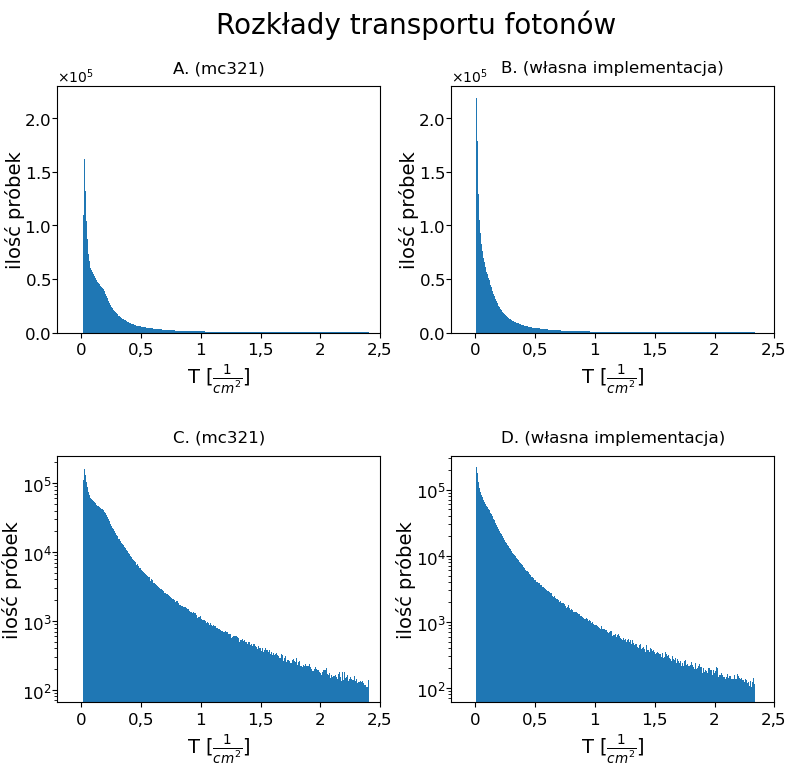 Rozkłady transportu fotonów
A. (mc321)
×10⁵
2.0
1.5
1.0
0.5
0.0
ilość próbek
0 0,5 1 1,5 2 2,5
T [1/cm²]
B. (własna implementacja)
×10⁵
2.0
1.5
1.0
0.5
0.0
ilość próbek
0 0,5 1 1,5 2 2,5
T [1/cm²]
C. (mc321)
10⁵
10⁴
10³
10²
ilość próbek
0 0,5 1 1,5 2 2,5
T [1/cm²]
D. (własna implementacja)
10⁵
10⁴
10³
10²
ilość próbek
0 0,5 1 1,5 2 2,5
T [1/cm²]